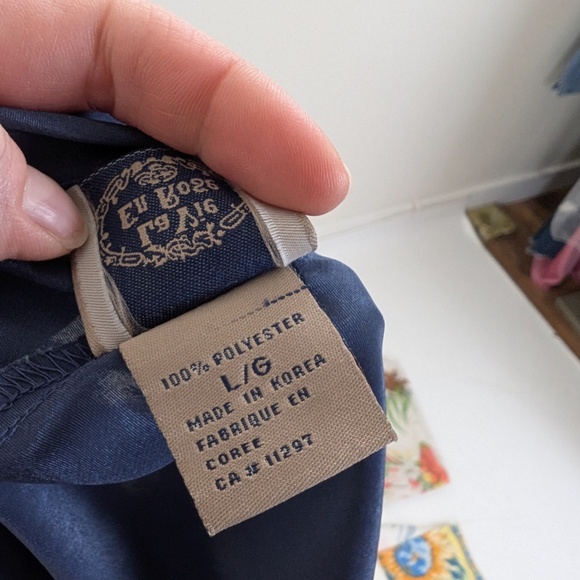 En Rose
La Vie
100% POLYESTER
L/G
MADE IN KOREA
FABRIQUE EN
COREE
CA # 11297